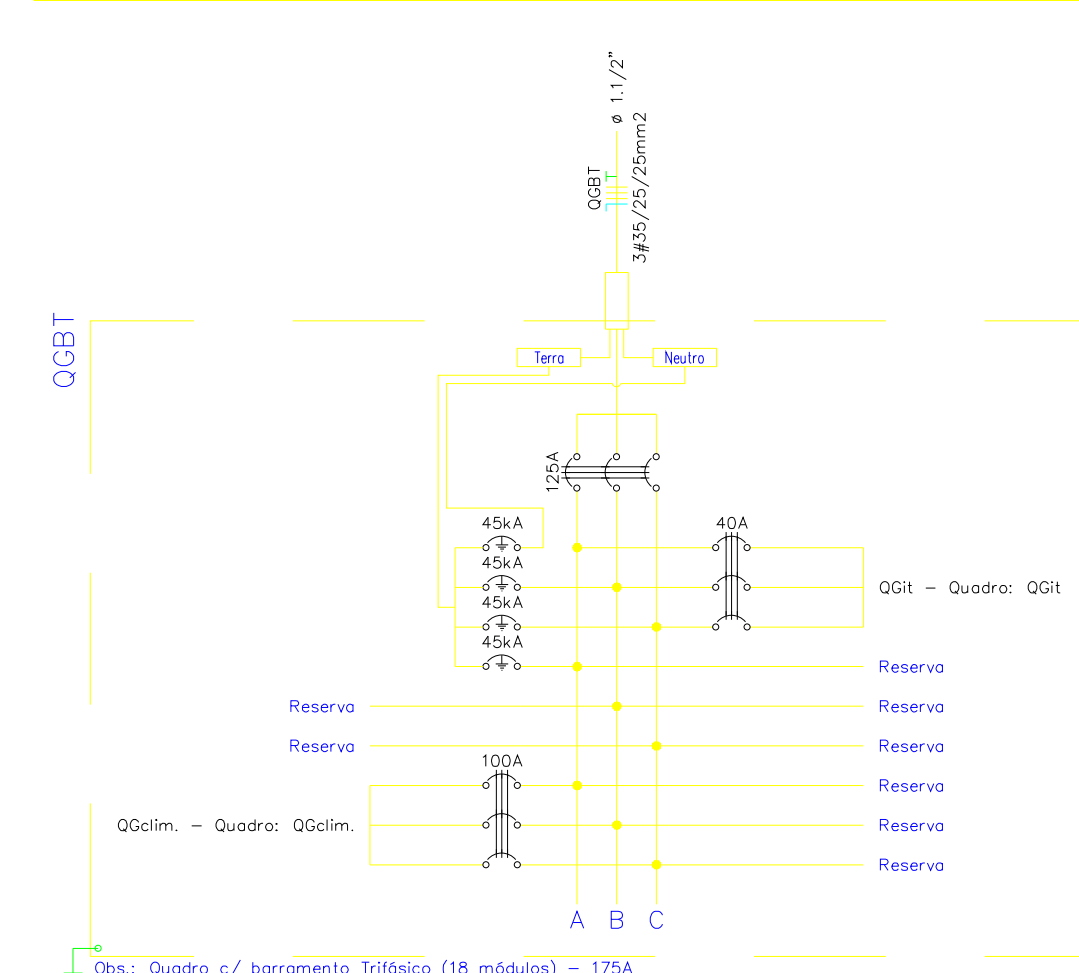 ø 1.1/2"
3#35/25/25mm2
QGBT
QGBT
Terra
Neutro
125A
45kA
40A
45kA
QGit - Quadro: QGit
45kA
45kA
Reserva
Reserva
Reserva
Reserva
Reserva
100A
Reserva
QGclim. - Quadro: QGclim.
Reserva
Reserva
A B C
Obs.: Quadro c/ barramento Trifásico (18 módulos) - 175A